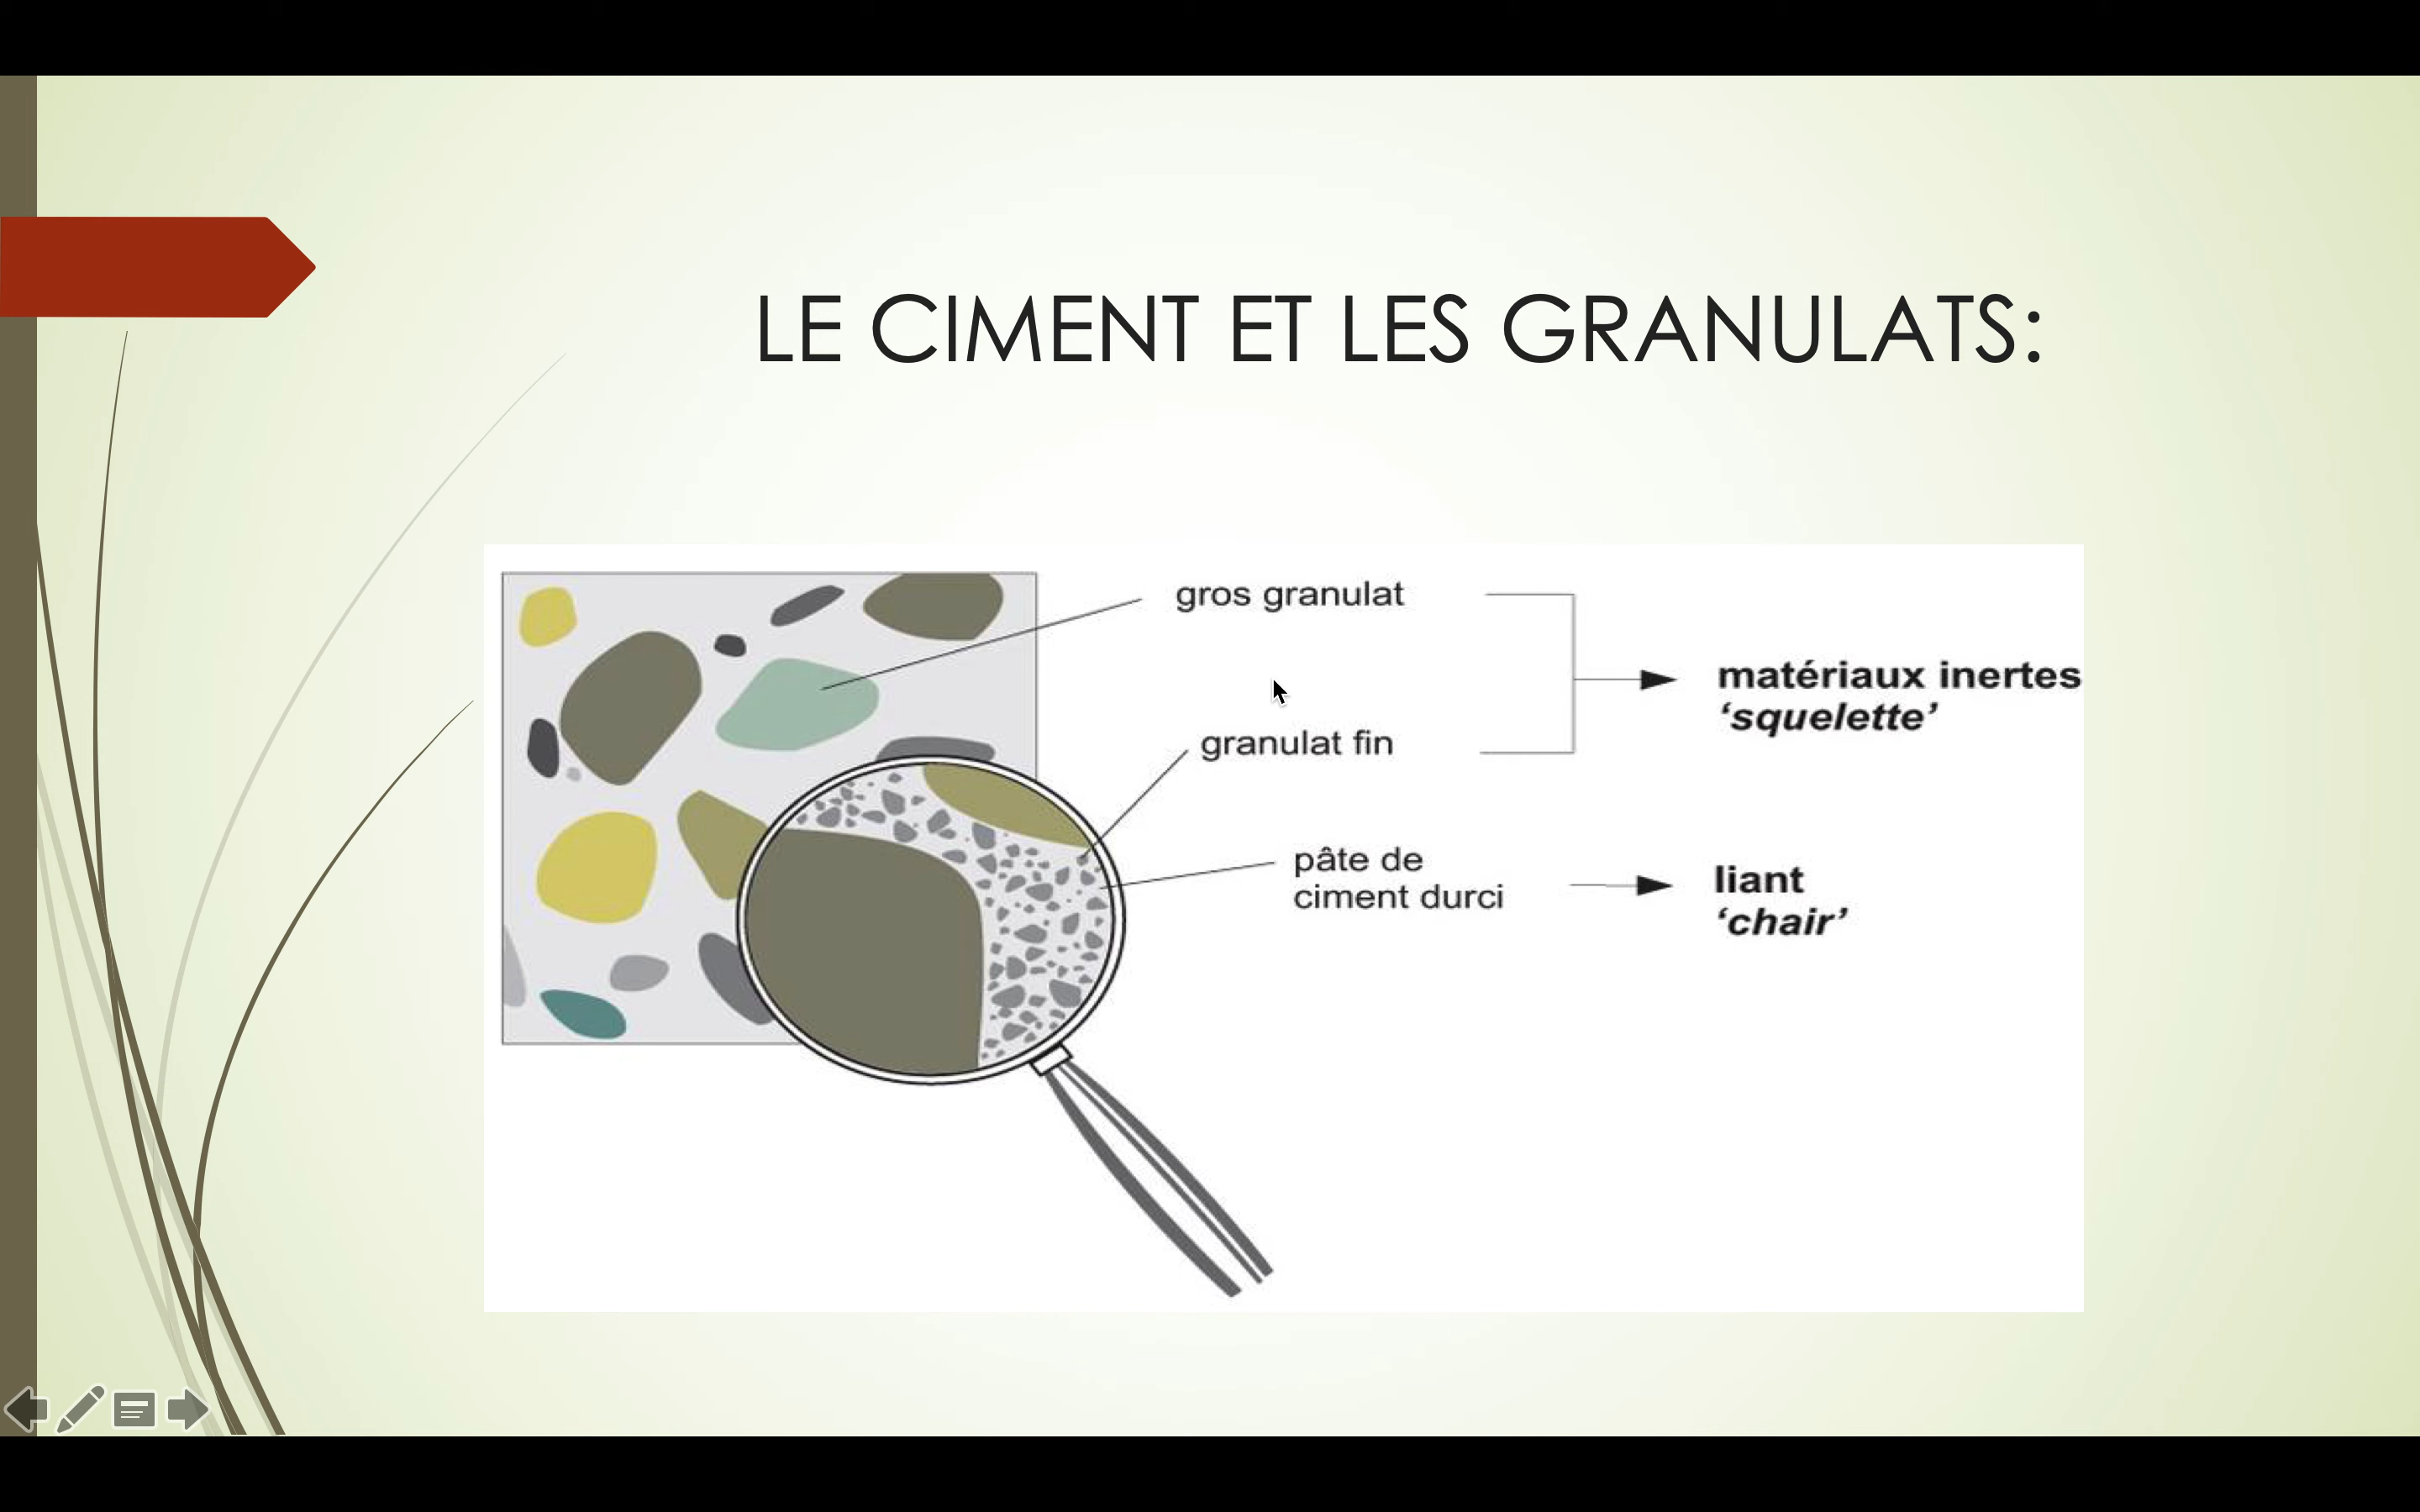 LE CIMENT ET LES GRANULATS:
gros granulat
matériaux inertes
‘squelette’
granulat fin
pâte de
ciment durci
liant
‘chair’